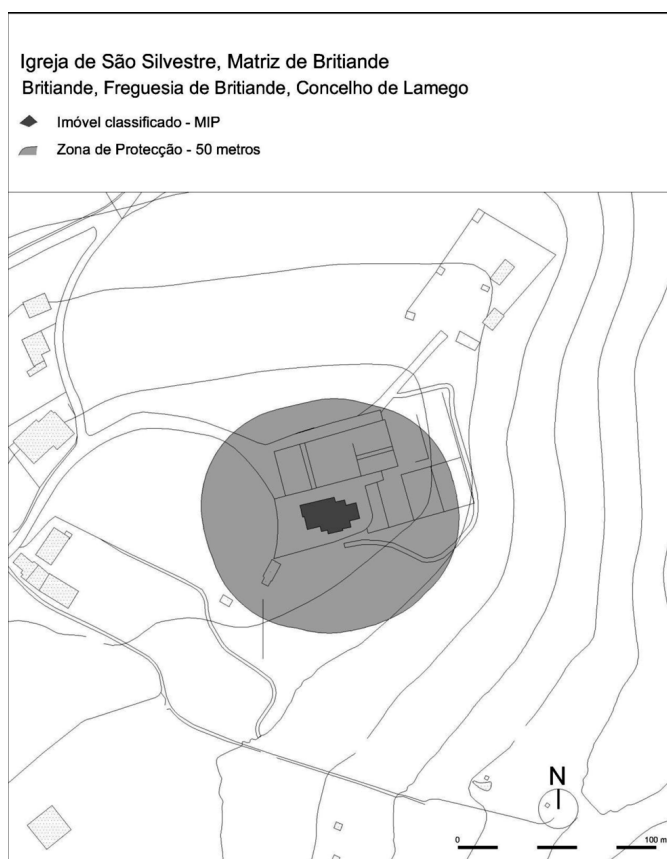 Igreja de São Silvestre, Matriz de Britiande
Britiande, Freguesia de Britiande, Concelho de Lamego
Imóvel classificado - MIP
Zona de Protecção - 50 metros
N
0 100 m